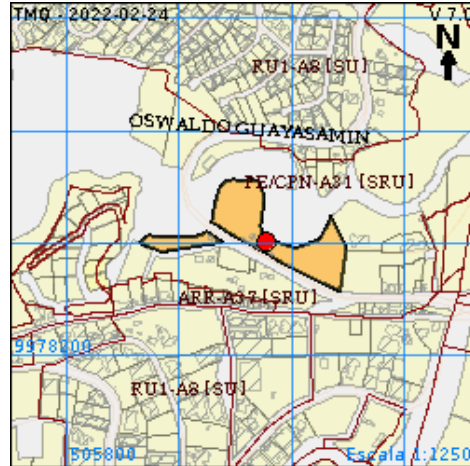 TMQ - 2022-02-24
V 7.
N
RU1-A8 [SU]
OSWALDO GUAYASAMIN
PE/CPN-A31 [SRU]
ARR-A37 [SRU]
9978200
RU1-A8 [SU]
505800
Escala 1:1250